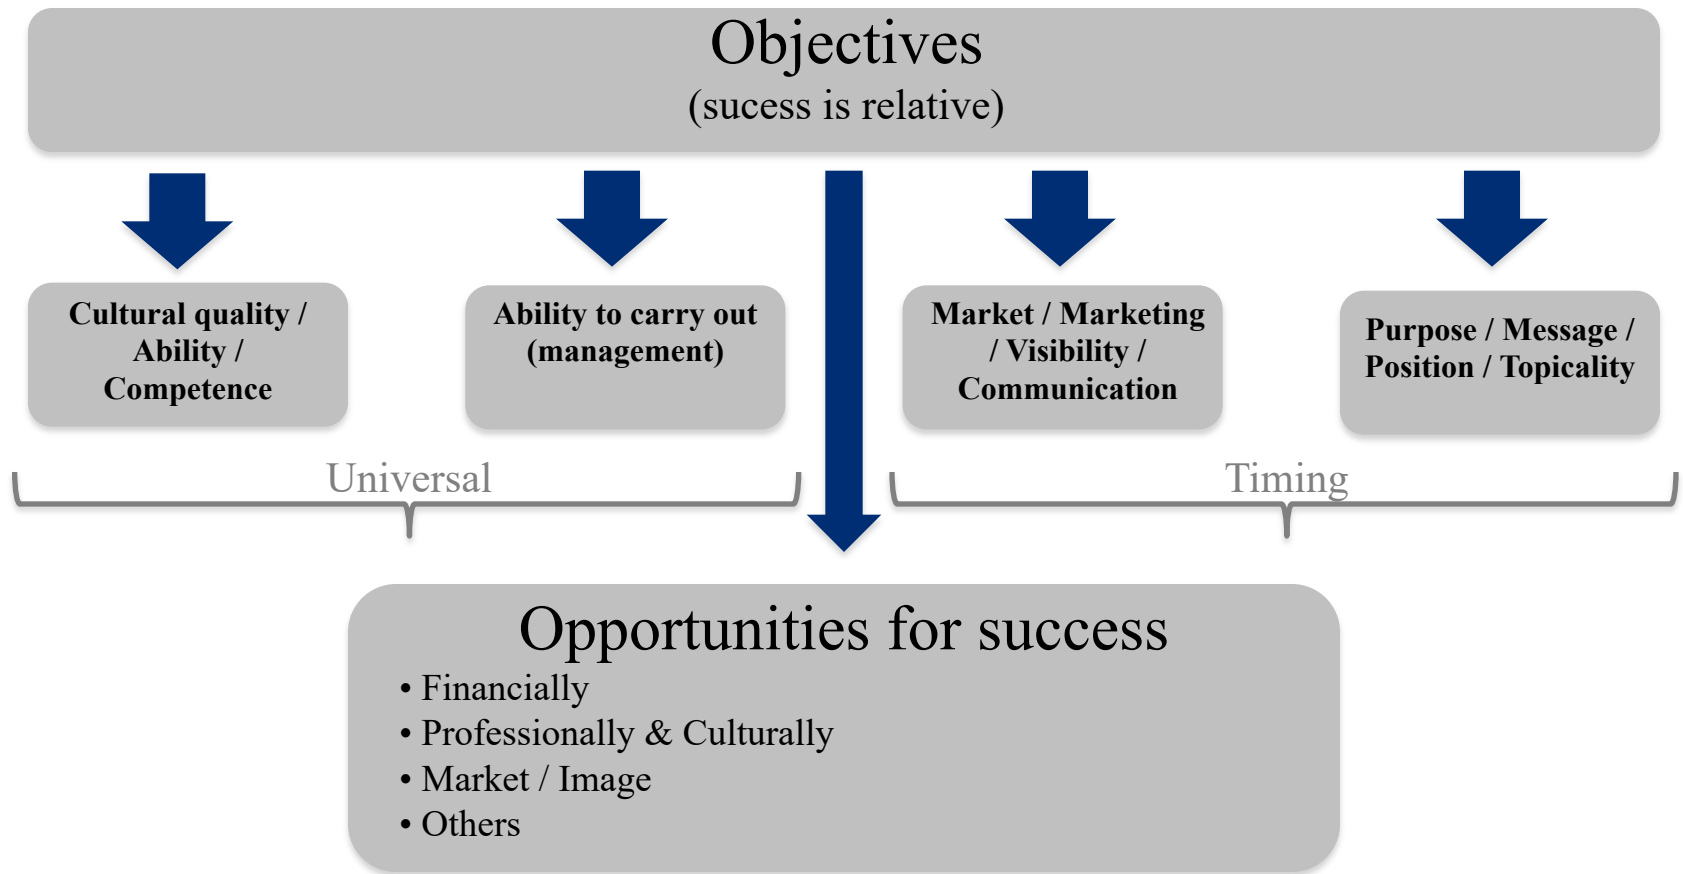 Objectives
(sucess is relative)
Cultural quality /
Ability /
Competence
Ability to carry out
(management)
Market / Marketing
/ Visibility /
Communication
Purpose / Message /
Position / Topicality
Universal
Timing
Opportunities for success
• Financially
• Professionally & Culturally
• Market / Image
• Others